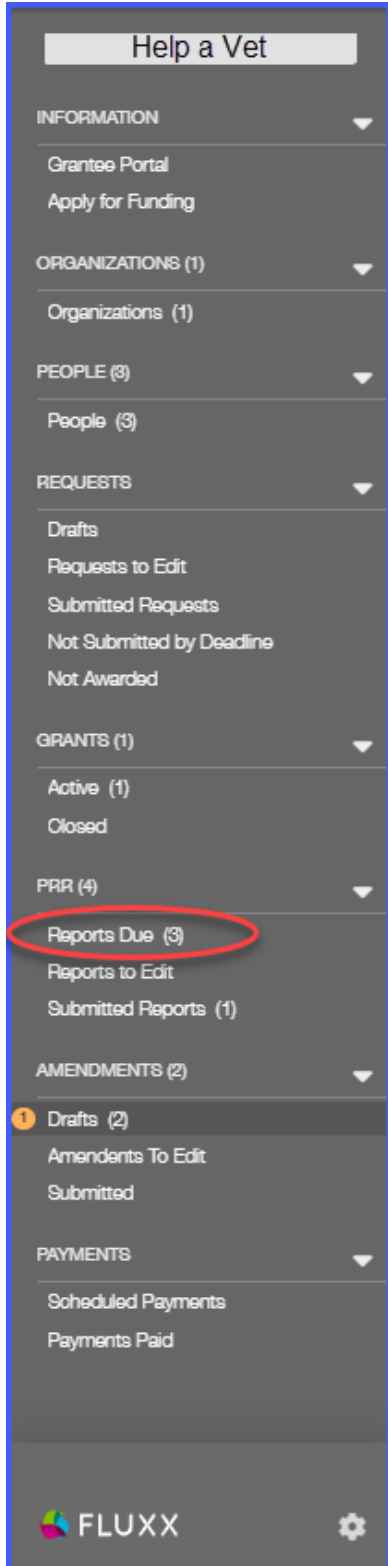 Help a Vet
INFORMATION
Grantee Portal
Apply for Funding
ORGANIZATIONS (1)
Organizations (1)
PEOPLE (3)
People (3)
REQUESTS
Drafts
Requests to Edit
Submitted Requests
Not Submitted by Deadline
Not Awarded
GRANTS (1)
Active (1)
Closed
PRR (4)
Reports Due (3)
Reports to Edit
Submitted Reports (1)
AMENDMENTS (2)
1 Drafts (2)
Amendents To Edit
Submitted
PAYMENTS
Scheduled Payments
Payments Paid
FLUXX